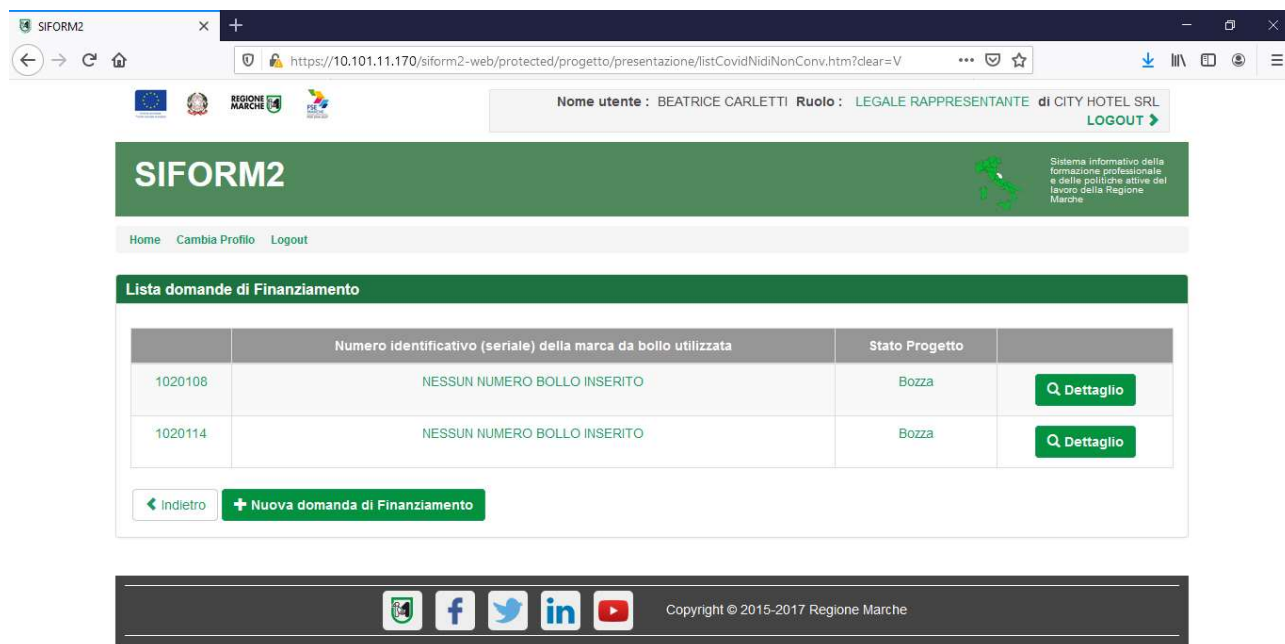 SIFORM2
https://10.101.11.170/siform2-web/protected/progetto/presentazione/listCovidNidiNonConv.htm?clear=V
REGIONE MARCHE
Nome utente : BEATRICE CARLETTI Ruolo : LEGALE RAPPRESENTANTE di CITY HOTEL SRL
LOGOUT
SIFORM2
Sistema informativo della
formazione professionale
e delle politiche attive del
lavoro della Regione
Marche
Home Cambia Profilo Logout
Lista domande di Finanziamento
Numero identificativo (seriale) della marca da bollo utilizzata Stato Progetto
1020108 NESSUN NUMERO BOLLO INSERITO Bozza Dettaglio
1020114 NESSUN NUMERO BOLLO INSERITO Bozza Dettaglio
Indietro Nuova domanda di Finanziamento
Copyright © 2015-2017 Regione Marche